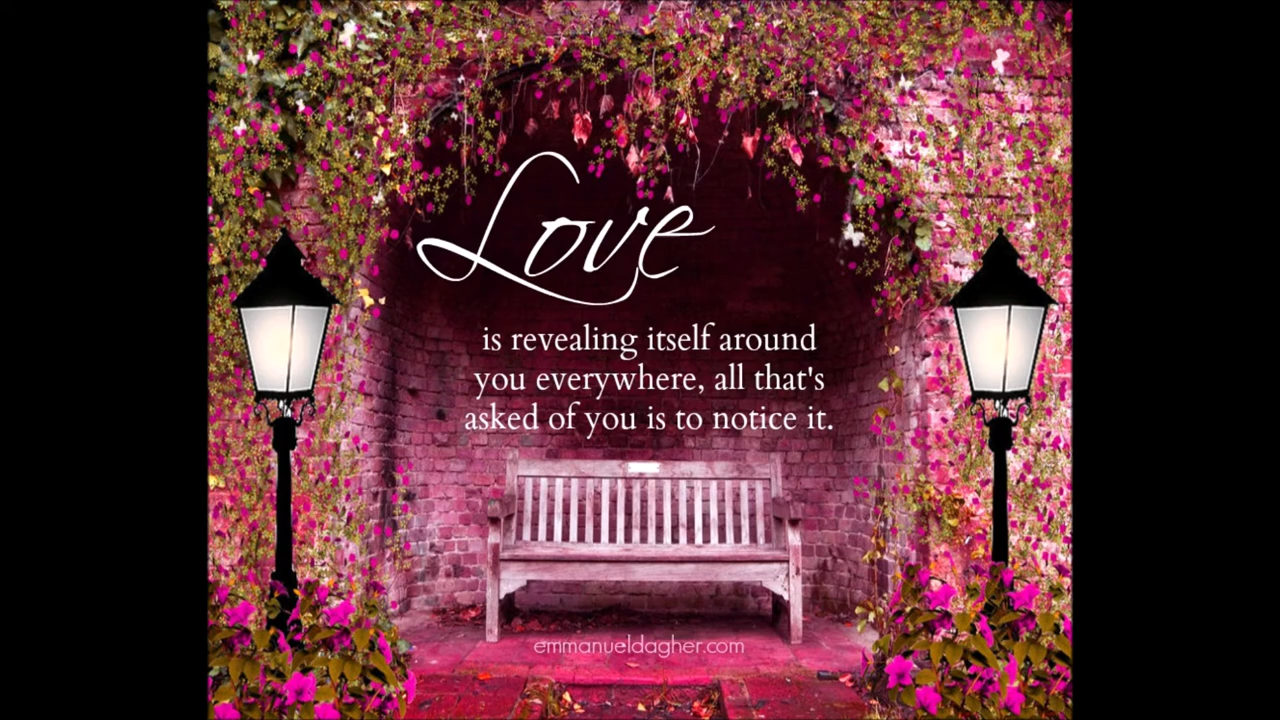 Love
is revealing itself around
you everywhere, all that's
asked of you is to notice it.
emmanueldagher.com